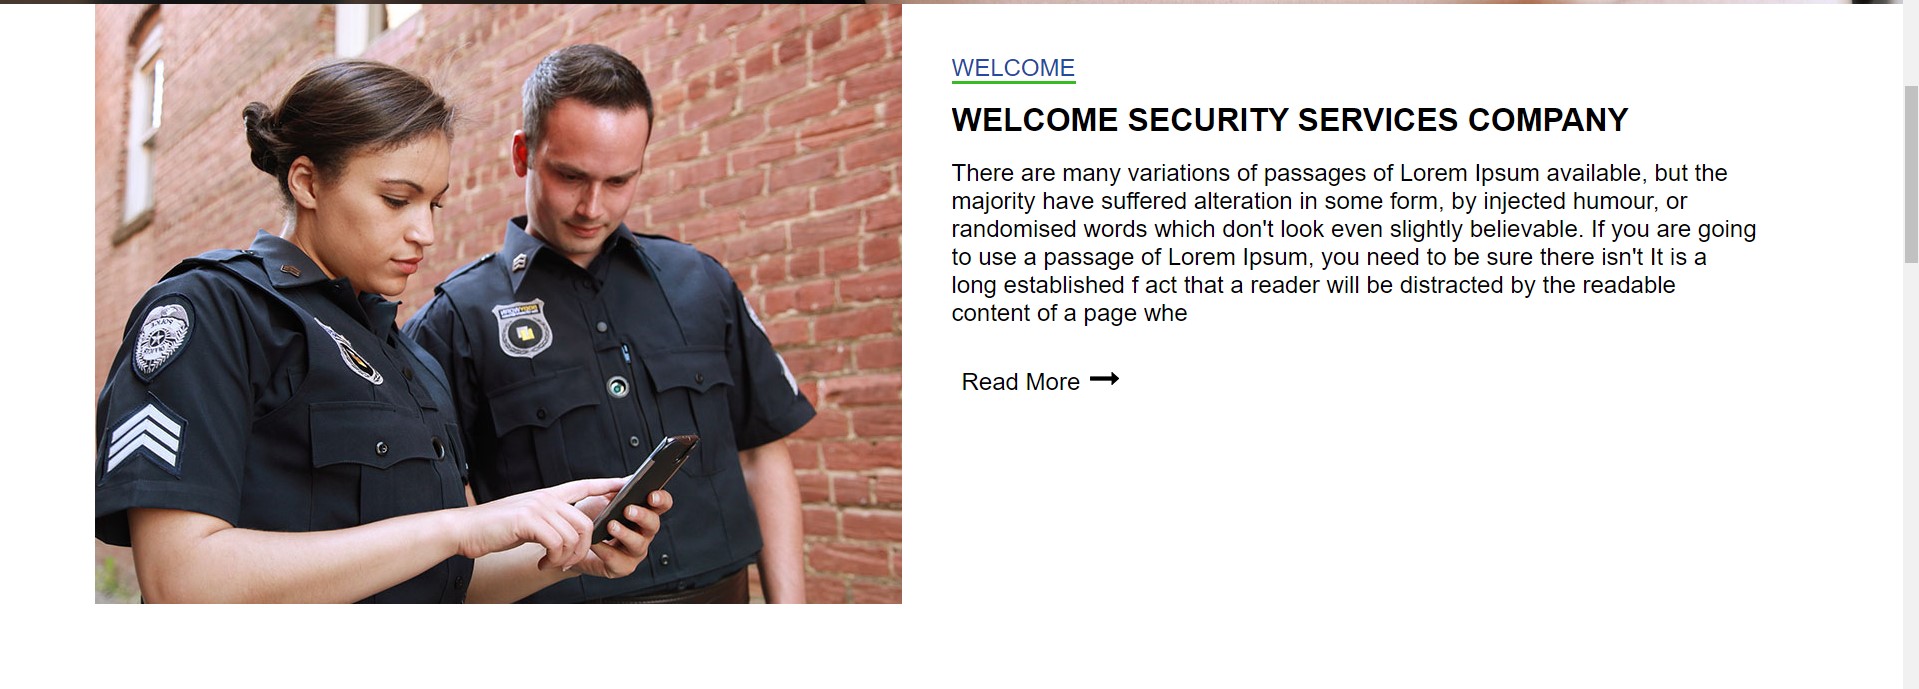 WELCOME
WELCOME SECURITY SERVICES COMPANY
There are many variations of passages of Lorem Ipsum available, but the
majority have suffered alteration in some form, by injected humour, or
randomised words which don't look even slightly believable. If you are going
to use a passage of Lorem Ipsum, you need to be sure there isn't It is a
long established f act that a reader will be distracted by the readable
content of a page whe
Read More